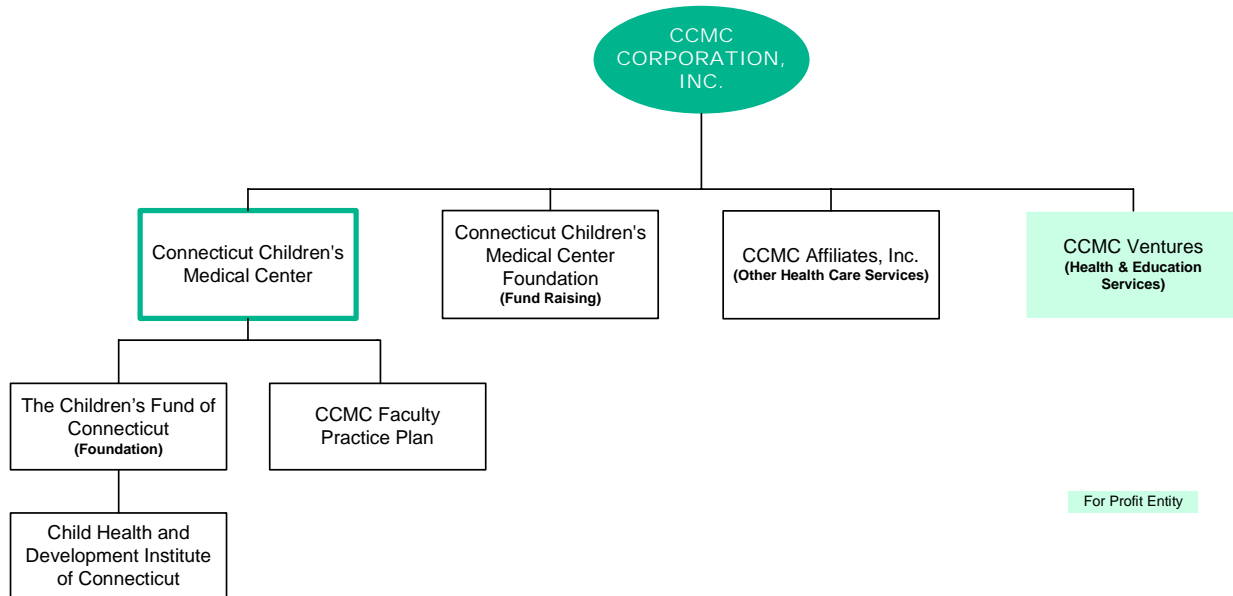 CCMC
CORPORATION,
INC.
Connecticut Children's
Medical Center
Connecticut Children's
Medical Center
Foundation
(Fund Raising)
CCMC Affiliates, Inc.
(Other Health Care Services)
CCMC Ventures
(Health & Education
Services)
The Children’s Fund of
Connecticut
(Foundation)
CCMC Faculty
Practice Plan
For Profit Entity
Child Health and
Development Institute
of Connecticut